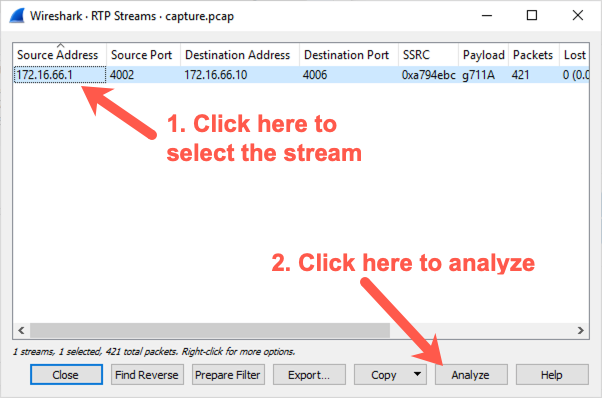 Wireshark · RTP Streams · capture.pcap
Source Address Source Port Destination Address Destination Port SSRC Payload Packets Lost
172.16.66.1 4002 172.16.66.10 4006 0xa794ebc g711A 421 0 (0.0
1. Click here to
select the stream
2. Click here to analyze
1 streams, 1 selected, 421 total packets. Right-click for more options.
Close Find Reverse Prepare Filter Export... Copy Analyze Help